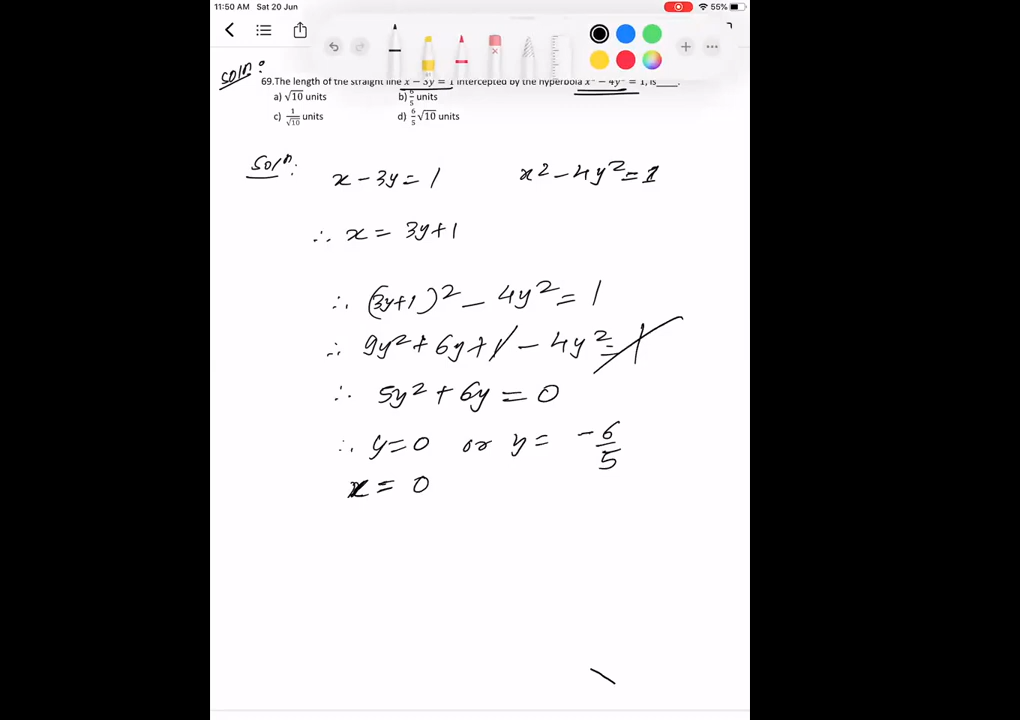 11:50 AM Sat 20 Jun 55%
Soln:
69.The length of the straight line x − 3y = 1 intercepted by the hyperbola x² − 4y² = 1, is____.
a) √10 units b) 6/5 units
c) 1/√10 units d) 6/5 √10 units
Soln:
x − 3y = 1 x² − 4y² = 1
∴ x = 3y+1
∴ (3y+1)² − 4y² = 1
∴ 9y² + 6y + 1 − 4y² = 1
∴ 5y² + 6y = 0
∴ y = 0 or y = −6/5
x = 0